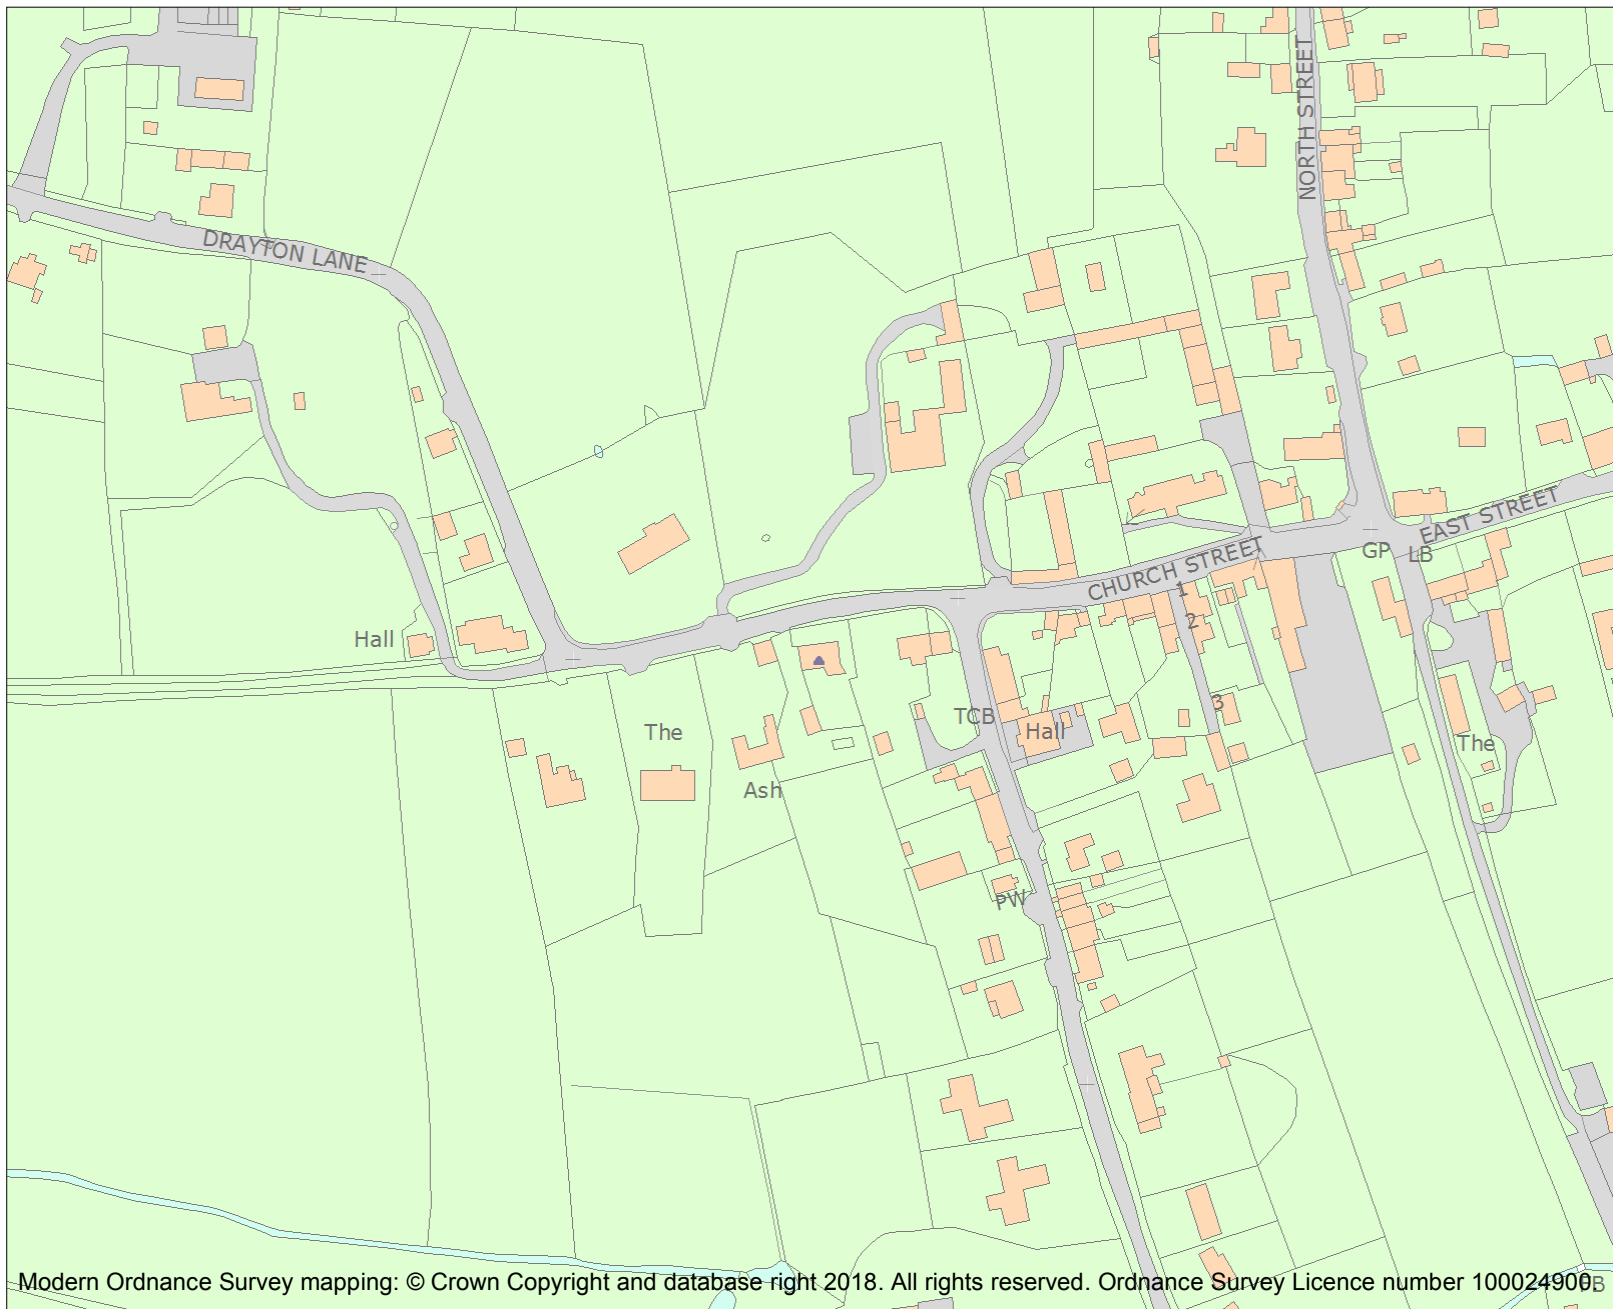 NORTH STREET
DRAYTON LANE
EAST STREET
GP
LB
CHURCH STREET
1
2
Hall
3
TCB
Hall
The
The
Ash
PW
Modern Ordnance Survey mapping: © Crown Copyright and database right 2018. All rights reserved. Ordnance Survey Licence number 100024900.